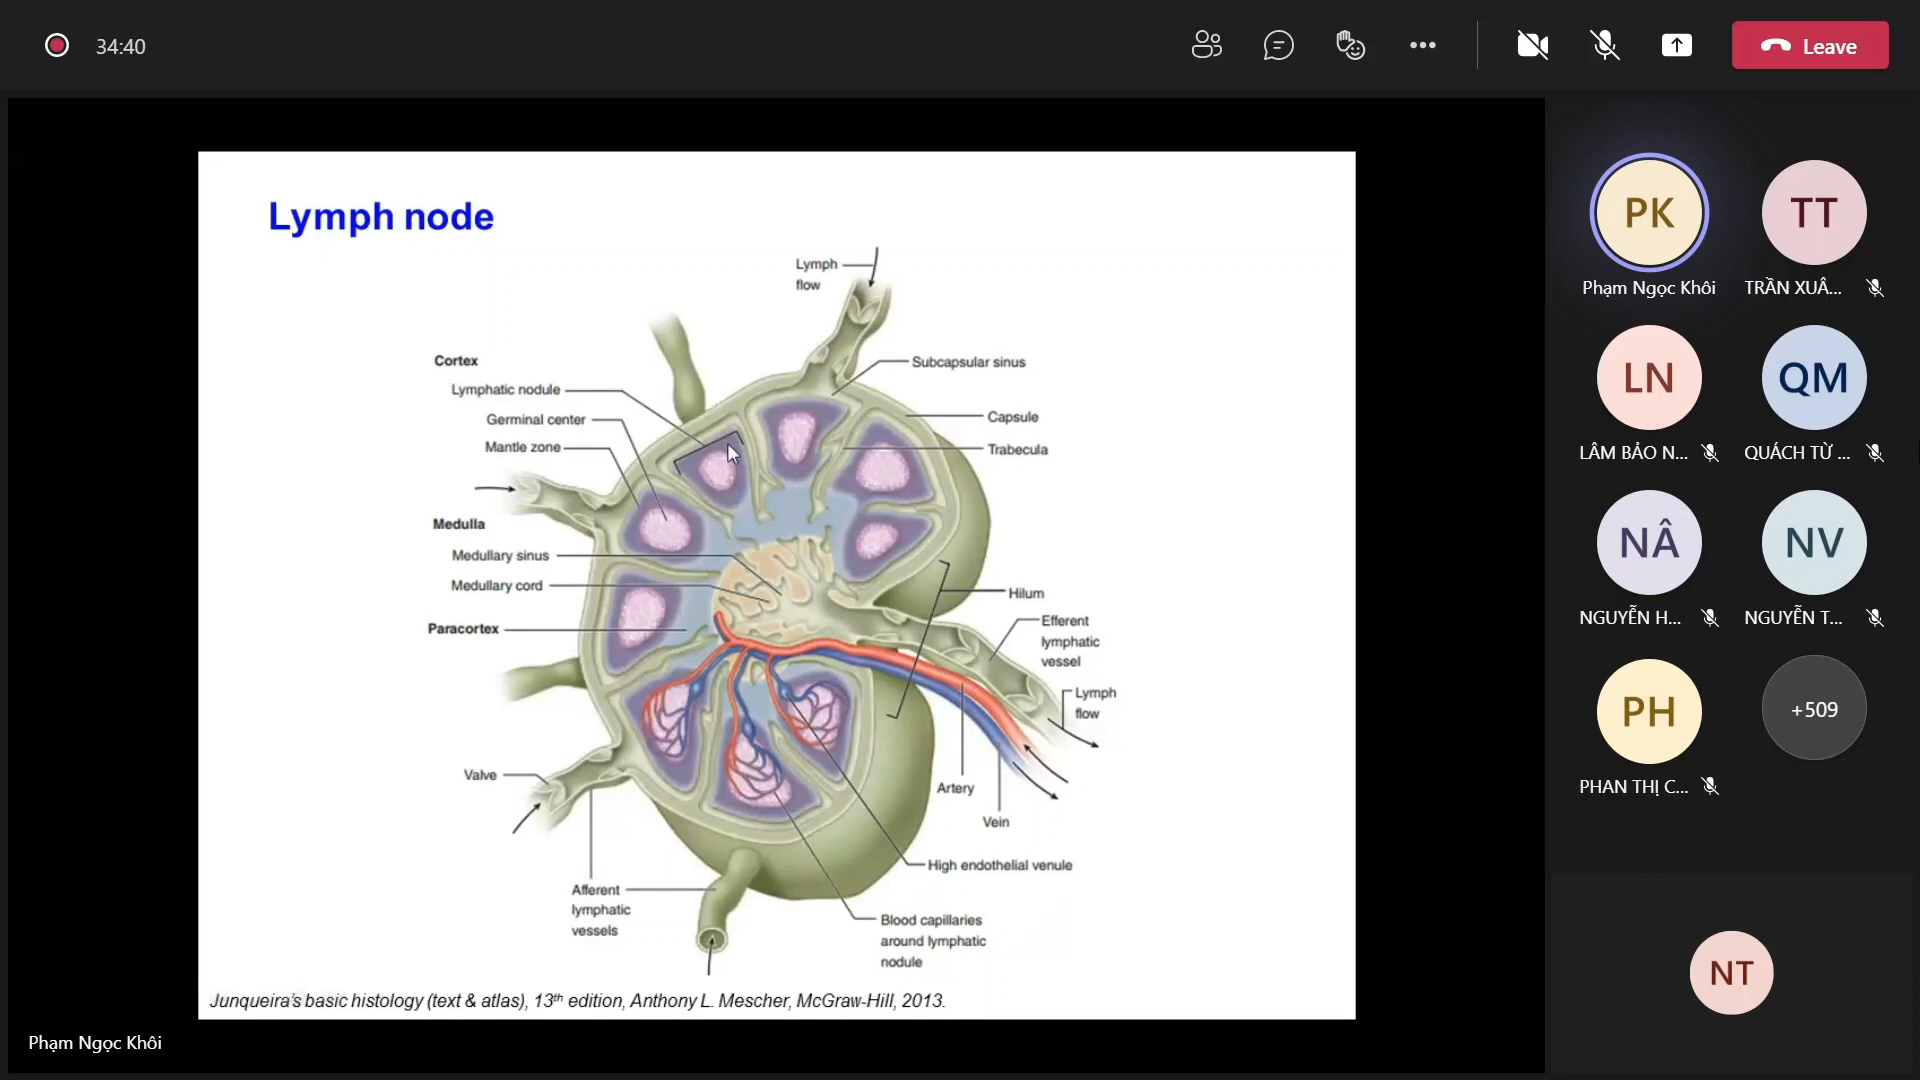 34:40
Leave
Lymph node
Lymph
flow
Cortex
Lymphatic nodule
Germinal center
Mantle zone
Subcapsular sinus
Capsule
Trabecula
Medulla
Medullary sinus
Medullary cord
Paracortex
Hilum
Efferent
lymphatic
vessel
Lymph
flow
Valve
Artery
Vein
High endothelial venule
Afferent
lymphatic
vessels
Blood capillaries
around lymphatic
nodule
Junqueira's basic histology (text & atlas), 13th edition, Anthony L. Mescher, McGraw-Hill, 2013.
Phạm Ngọc Khôi
PK
TT
Phạm Ngọc Khôi
TRẦN XUÂ...
LN
QM
LÂM BẢO N...
QUÁCH TỪ ...
NÂ
NV
NGUYỄN H...
NGUYỄN T...
PH
+509
PHAN THỊ C...
NT